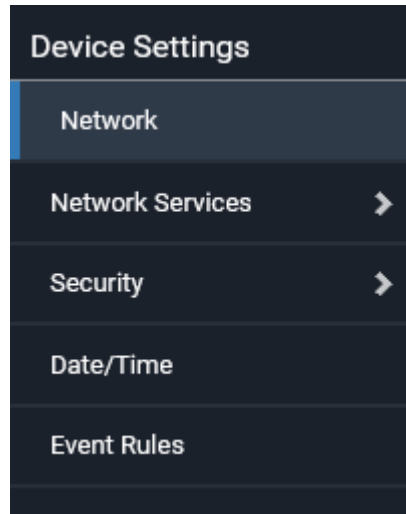 Device Settings
Network
Network Services
Security
Date/Time
Event Rules